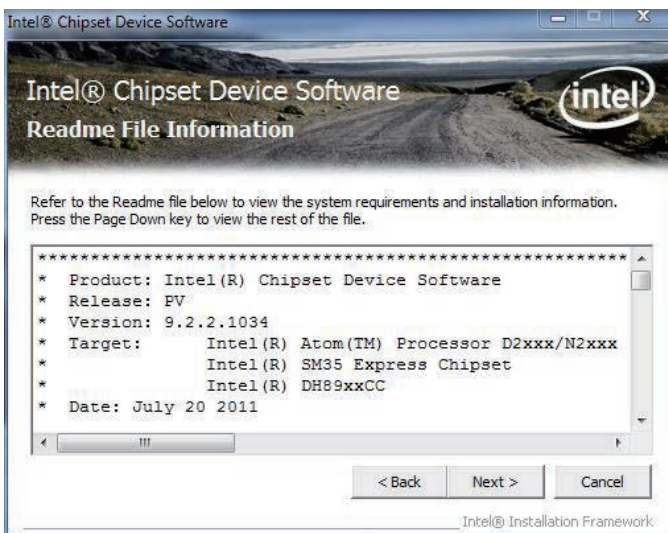 Intel® Chipset Device Software
Intel® Chipset Device Software
intel
Readme File Information
Refer to the Readme file below to view the system requirements and installation information.
Press the Page Down key to view the rest of the file.
************************************************************
* Product: Intel(R) Chipset Device Software
* Release: PV
* Version: 9.2.2.1034
* Target: Intel(R) Atom(TM) Processor D2xxx/N2xxx
* Intel(R) SM35 Express Chipset
* Intel(R) DH89xxCC
* Date: July 20 2011
< Back Next > Cancel
Intel® Installation Framework